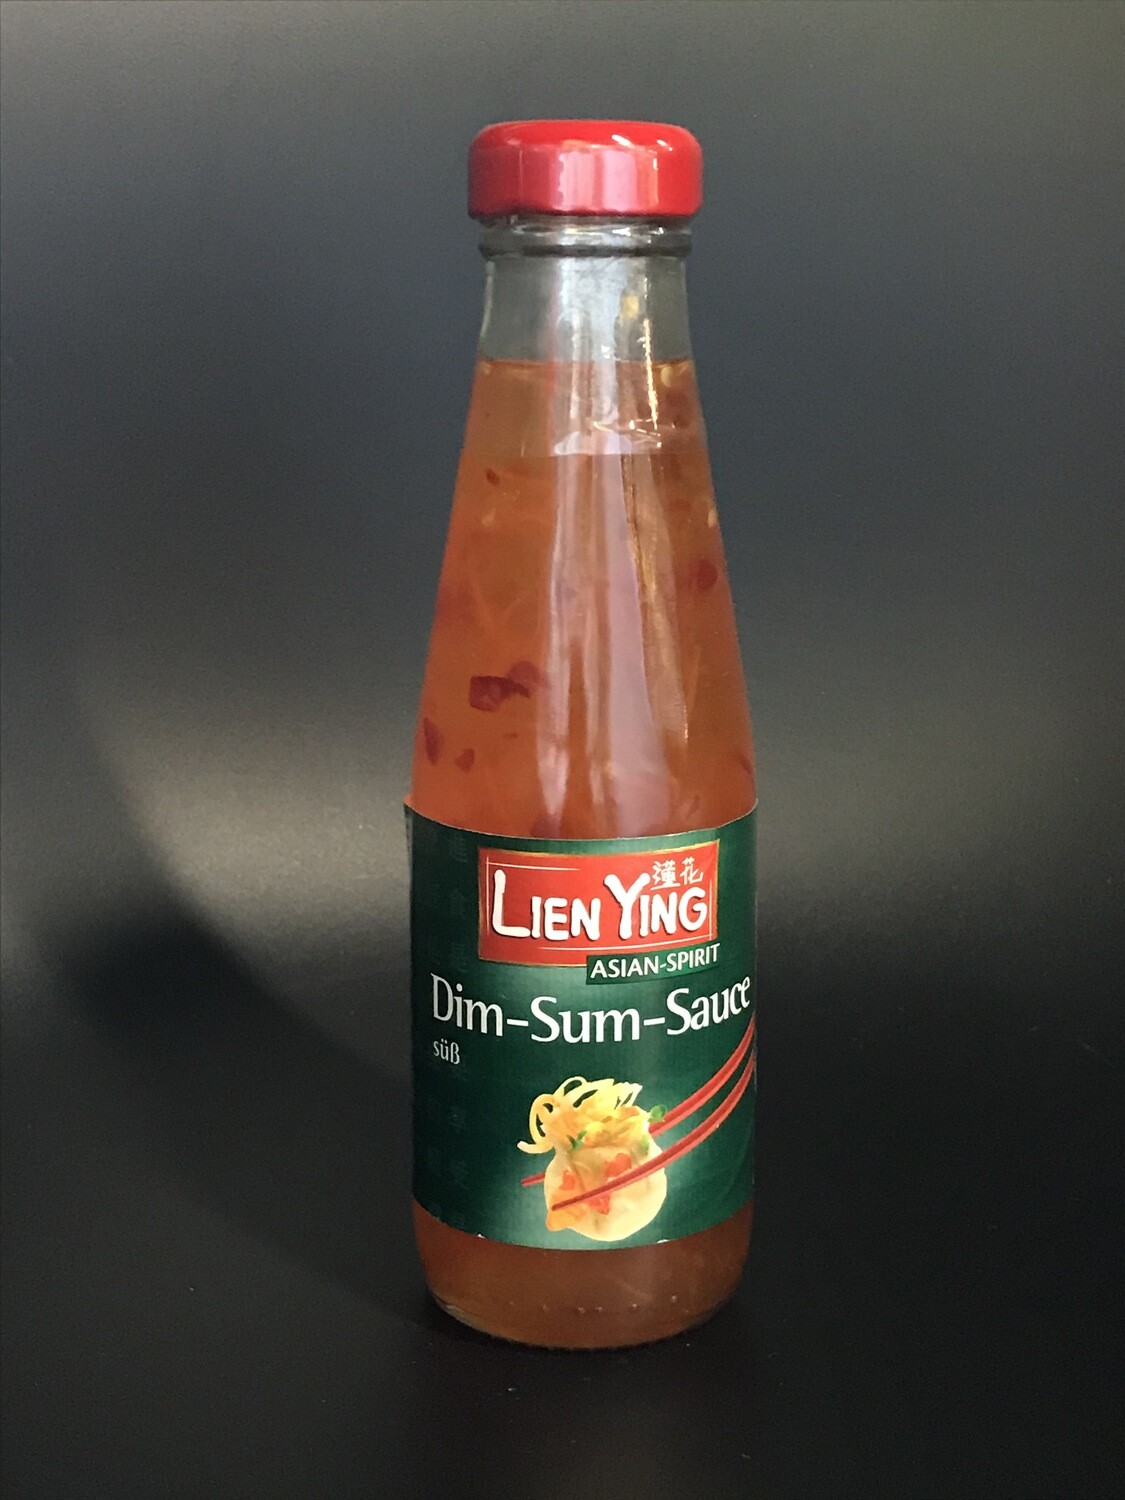 蓮花
LIEN YING
ASIAN-SPIRIT
Dim-Sum-Sauce
süß